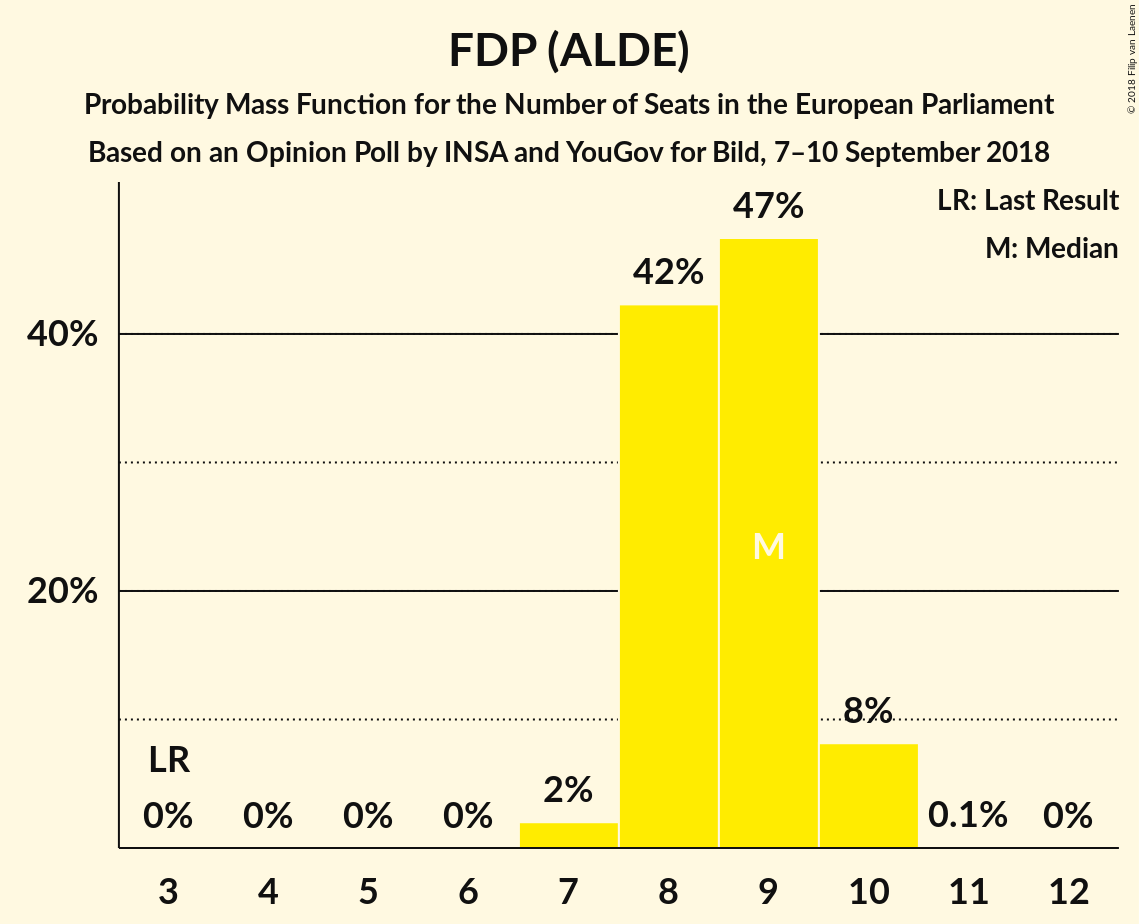 FDP (ALDE)
Probability Mass Function for the Number of Seats in the European Parliament
Based on an Opinion Poll by INSA and YouGov for Bild, 7–10 September 2018
© 2018 Filip van Laenen
LR: Last Result
M: Median
47%
42%
40%
M
20%
8%
LR
2%
0% 0% 0% 0% 0.1% 0%
3 4 5 6 7 8 9 10 11 12